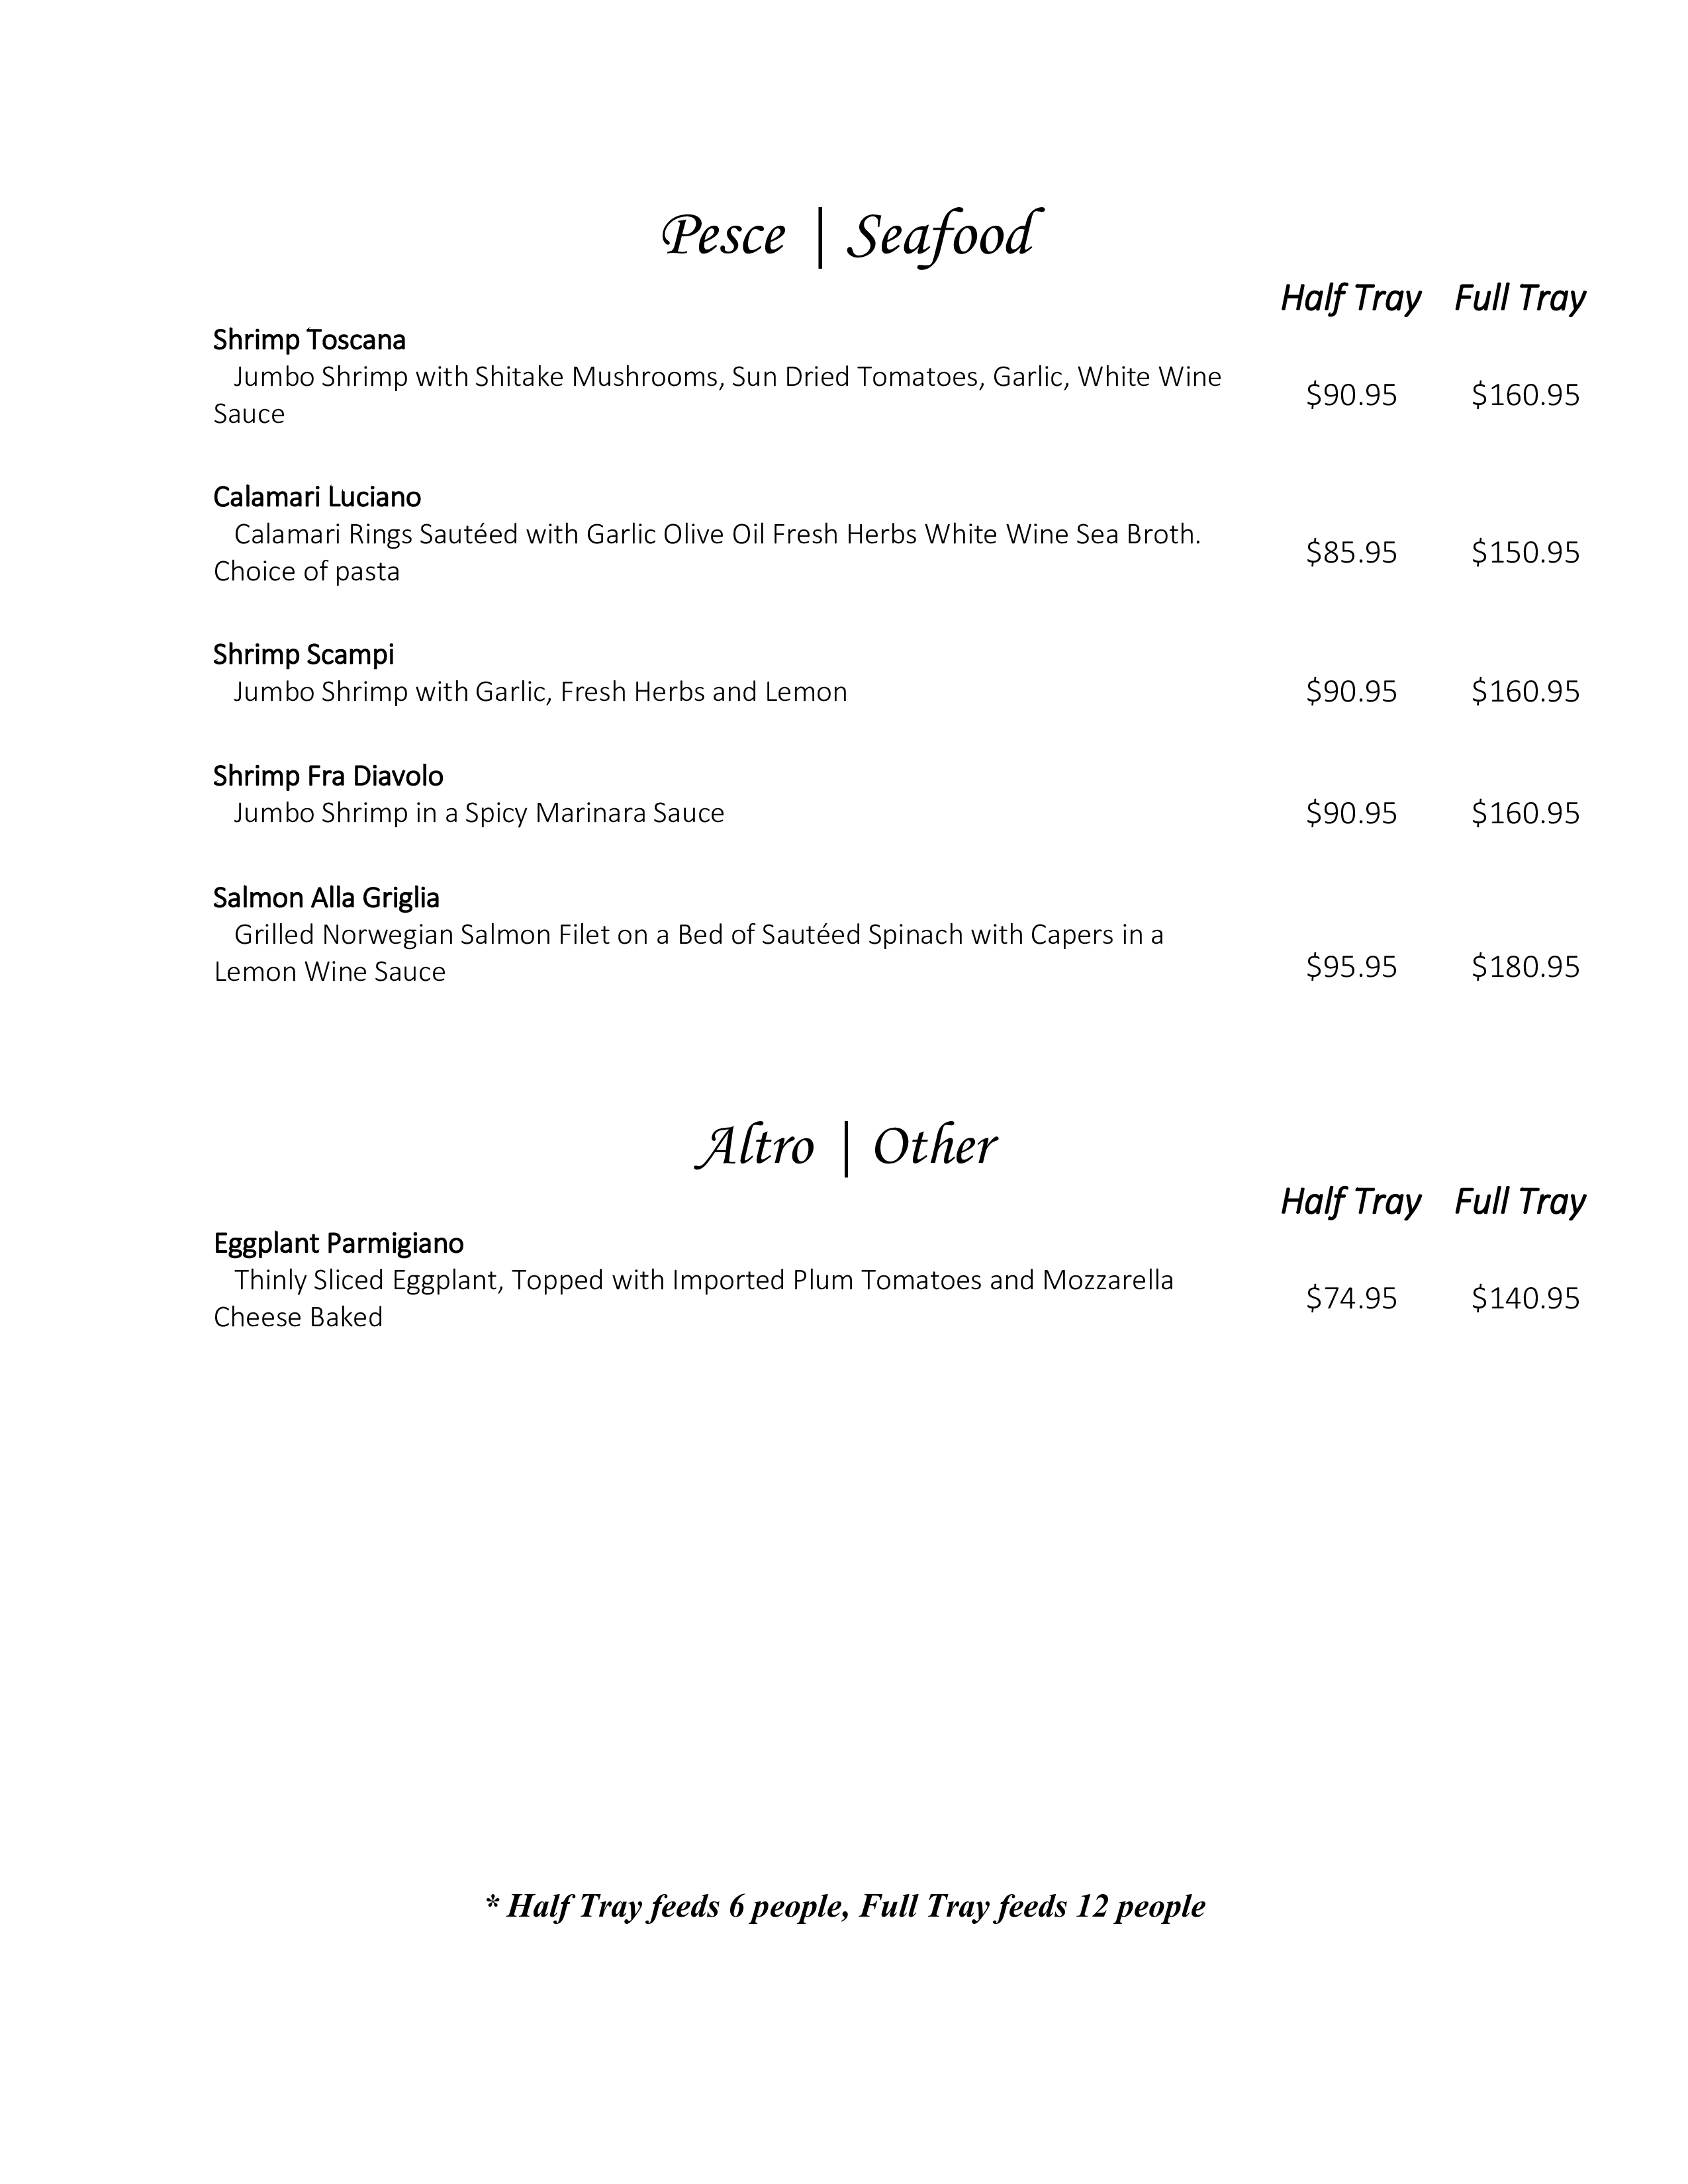 Pesce | Seafood
Half Tray Full Tray
Shrimp Toscana
Jumbo Shrimp with Shitake Mushrooms, Sun Dried Tomatoes, Garlic, White Wine
Sauce
$90.95 $160.95
Calamari Luciano
Calamari Rings Sautéed with Garlic Olive Oil Fresh Herbs White Wine Sea Broth.
Choice of pasta
$85.95 $150.95
Shrimp Scampi
Jumbo Shrimp with Garlic, Fresh Herbs and Lemon $90.95 $160.95
Shrimp Fra Diavolo
Jumbo Shrimp in a Spicy Marinara Sauce $90.95 $160.95
Salmon Alla Griglia
Grilled Norwegian Salmon Filet on a Bed of Sautéed Spinach with Capers in a
Lemon Wine Sauce $95.95 $180.95
Altro | Other
Half Tray Full Tray
Eggplant Parmigiano
Thinly Sliced Eggplant, Topped with Imported Plum Tomatoes and Mozzarella
Cheese Baked
$74.95 $140.95
* Half Tray feeds 6 people, Full Tray feeds 12 people